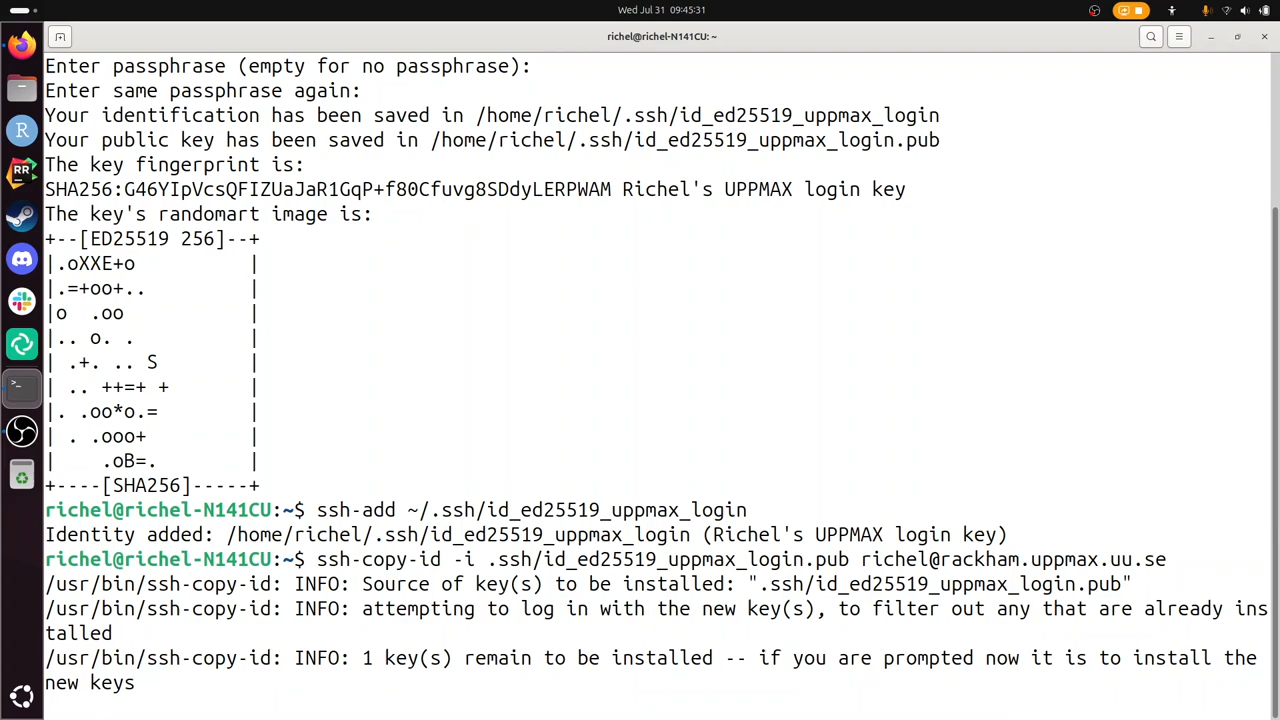 Wed Jul 31 09:45:31
richel@richel-N141CU: ~
Enter passphrase (empty for no passphrase):
Enter same passphrase again:
Your identification has been saved in /home/richel/.ssh/id_ed25519_uppmax_login
Your public key has been saved in /home/richel/.ssh/id_ed25519_uppmax_login.pub
The key fingerprint is:
SHA256:G46YIpVcsQFIZUaJaR1GqP+f80Cfuvg8SDdyLERPWAM Richel's UPPMAX login key
The key's randomart image is:
+--[ED25519 256]--+
|.oXXE+o          |
|.=+oo+..         |
|o  .oo           |
|.. o. .          |
| .+. .. S        |
| .. ++=+ +       |
|. .oo*o.=        |
| . .ooo+         |
|    .oB=.        |
+----[SHA256]-----+
richel@richel-N141CU:~$ ssh-add ~/.ssh/id_ed25519_uppmax_login
Identity added: /home/richel/.ssh/id_ed25519_uppmax_login (Richel's UPPMAX login key)
richel@richel-N141CU:~$ ssh-copy-id -i .ssh/id_ed25519_uppmax_login.pub richel@rackham.uppmax.uu.se
/usr/bin/ssh-copy-id: INFO: Source of key(s) to be installed: ".ssh/id_ed25519_uppmax_login.pub"
/usr/bin/ssh-copy-id: INFO: attempting to log in with the new key(s), to filter out any that are already ins
talled
/usr/bin/ssh-copy-id: INFO: 1 key(s) remain to be installed -- if you are prompted now it is to install the
new keys